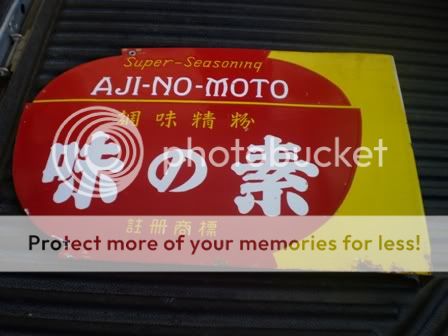 Super-Seasoning
AJI-NO-MOTO
調味精粉
味の素
註冊商標
photobucket
Protect more of your memories for less!